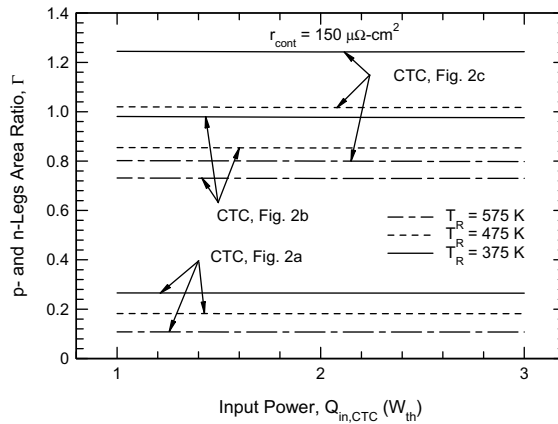 1.4
1.2
1.0
0.8
0.6
0.4
0.2
0
p- and n-Legs Area Ratio, Γ
r_cont = 150 μΩ-cm²
CTC, Fig. 2c
CTC, Fig. 2b
CTC, Fig. 2a
T_R = 575 K
T_R = 475 K
T_R = 375 K
1 2 3
Input Power, Q_in,CTC (W_th)